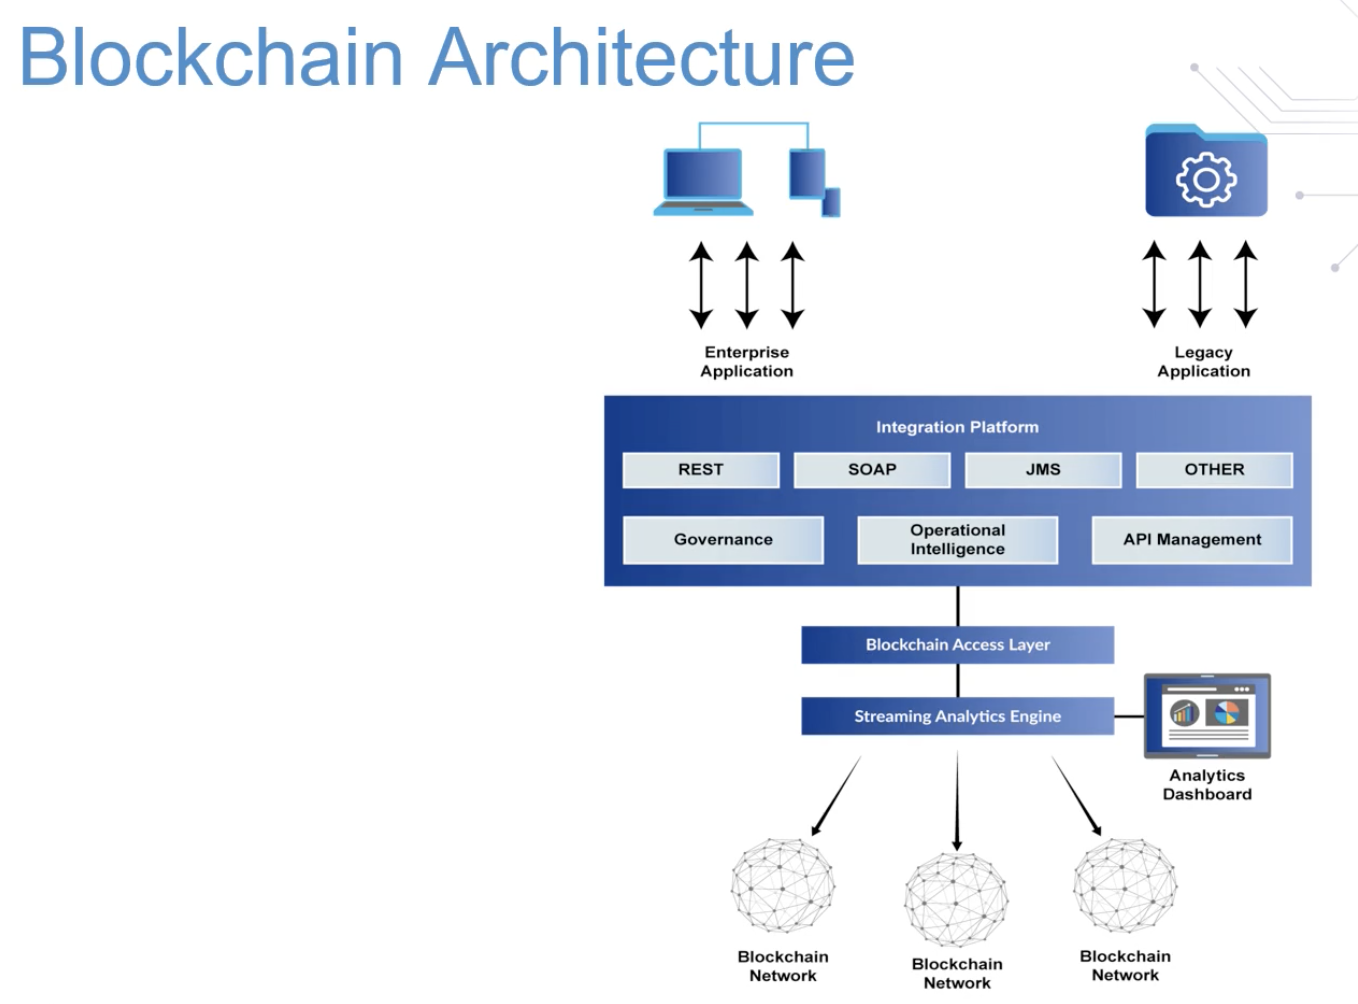 Blockchain Architecture
Enterprise
Application
Legacy
Application
Integration Platform
REST
SOAP
JMS
OTHER
Governance
Operational
Intelligence
API Management
Blockchain Access Layer
Streaming Analytics Engine
Analytics
Dashboard
Blockchain
Network
Blockchain
Network
Blockchain
Network